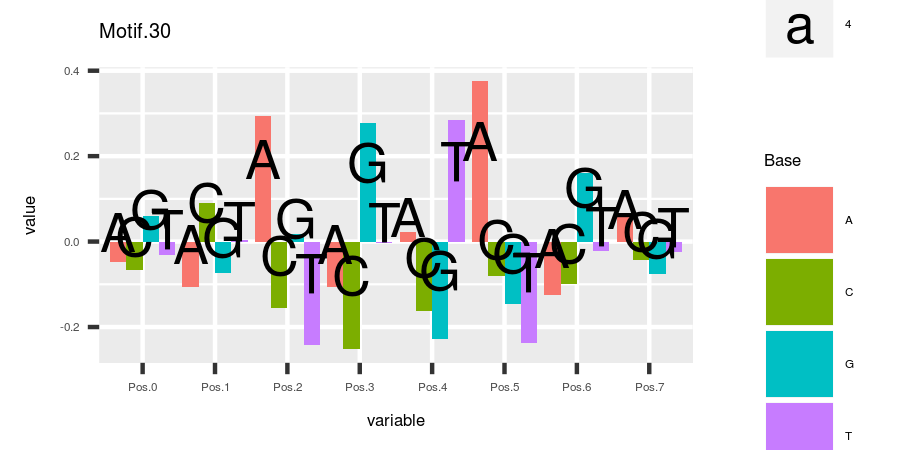 Motif.30
a 4
0.4
0.2
0.0
-0.2
value
A C G T A C G T A C G T A C G T A C G T A C G T A C G T A C G T
Pos.0 Pos.1 Pos.2 Pos.3 Pos.4 Pos.5 Pos.6 Pos.7
variable
Base
A
C
G
T